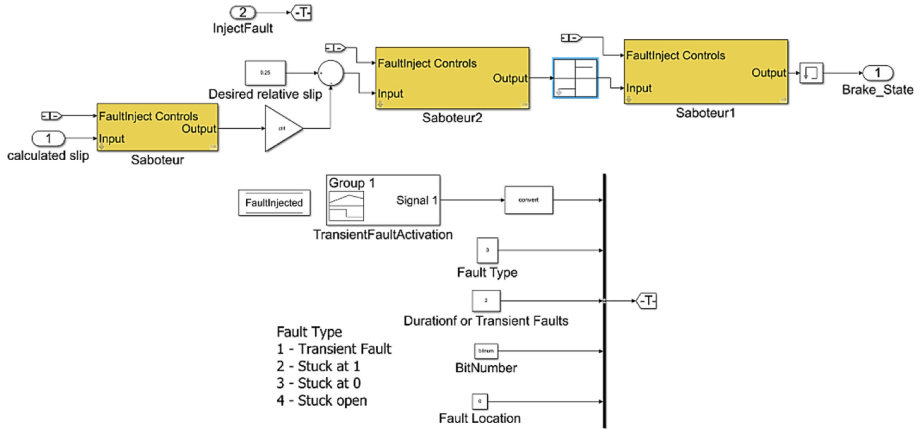 2
-T-
InjectFault
0.25
Desired relative slip
FaultInject Controls
Output
Input
Saboteur2
FaultInject Controls
Output
Input
Saboteur1
1
Brake_State
FaultInject Controls
Output
Input
Saboteur
1
calculated slip
ctrl
FaultInjected
Group 1
Signal 1
TransientFaultActivation
convert
3
Fault Type
2
Durationf or Transient Faults
-T-
bitnum
BitNumber
Fault Location
Fault Type
1 - Transient Fault
2 - Stuck at 1
3 - Stuck at 0
4 - Stuck open